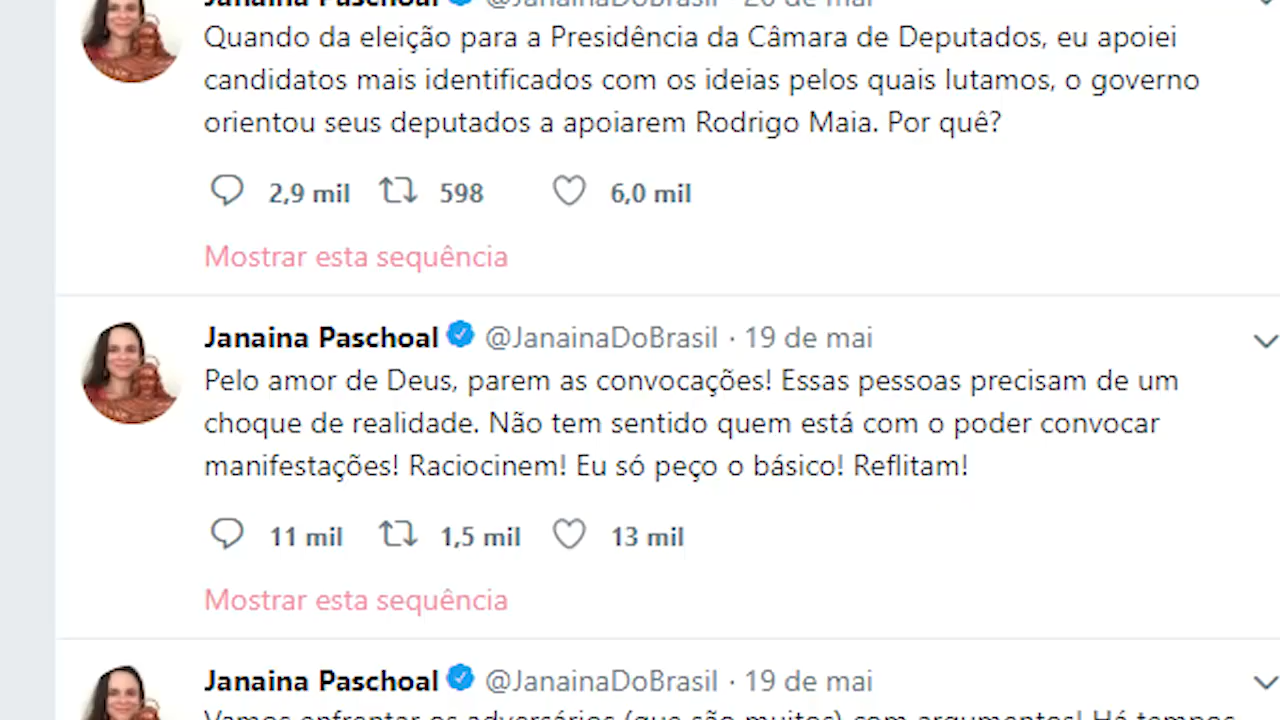 Janaina Paschoal @JanainaDoBrasil · 20 de mai
Quando da eleição para a Presidência da Câmara de Deputados, eu apoiei
candidatos mais identificados com os ideias pelos quais lutamos, o governo
orientou seus deputados a apoiarem Rodrigo Maia. Por quê?
2,9 mil 598 6,0 mil
Mostrar esta sequência
Janaina Paschoal @JanainaDoBrasil · 19 de mai
Pelo amor de Deus, parem as convocações! Essas pessoas precisam de um
choque de realidade. Não tem sentido quem está com o poder convocar
manifestações! Raciocinem! Eu só peço o básico! Reflitam!
11 mil 1,5 mil 13 mil
Mostrar esta sequência
Janaina Paschoal @JanainaDoBrasil · 19 de mai
Vamos enfrentar os adversários (que são muitos) com argumentos! Há tempos